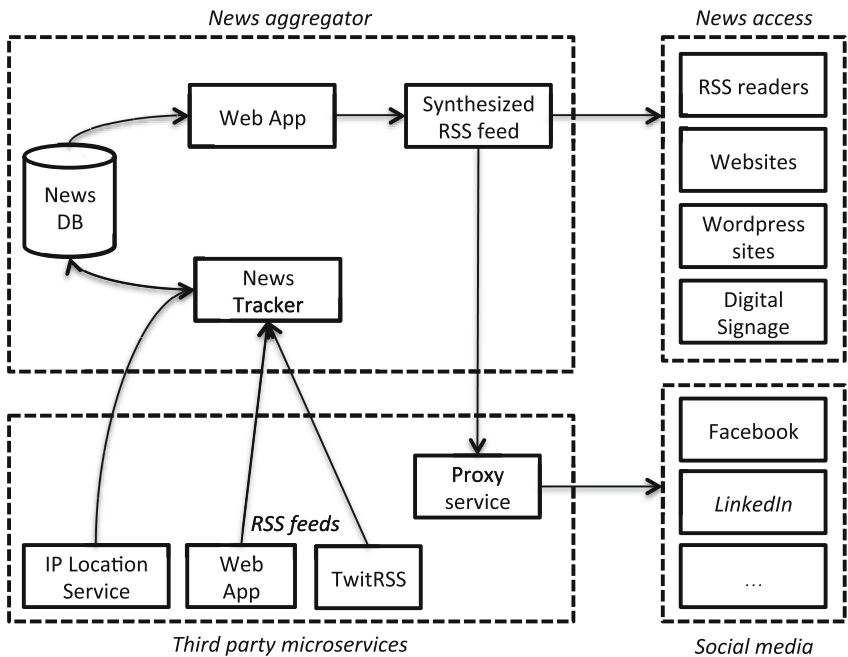 News aggregator
News access
Web App
Synthesized
RSS feed
RSS readers
Websites
Wordpress
sites
Digital
Signage
News
DB
News
Tracker
Facebook
LinkedIn
...
Proxy
service
RSS feeds
IP Location
Service
Web
App
TwitRSS
Third party microservices
Social media